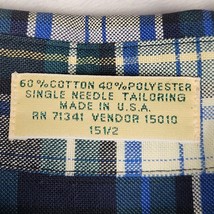 60% COTTON 40% POLYESTER
SINGLE NEEDLE TAILORING
MADE IN U.S.A.
RN 71341 VENDOR 15010
15 1/2